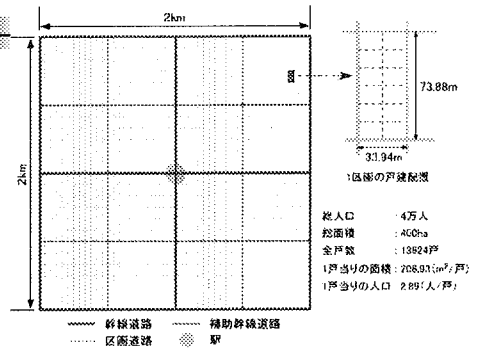 2km
2km
73.88m
33.94m
1区画の戸建配置
総人口 : 4万人
総面積 : 400ha
全戸数 : 13824戸
1戸当りの面積 : 208.93(m²/戸)
1戸当りの人口 : 2.89(人/戸)
幹線道路
補助幹線道路
区画道路
駅